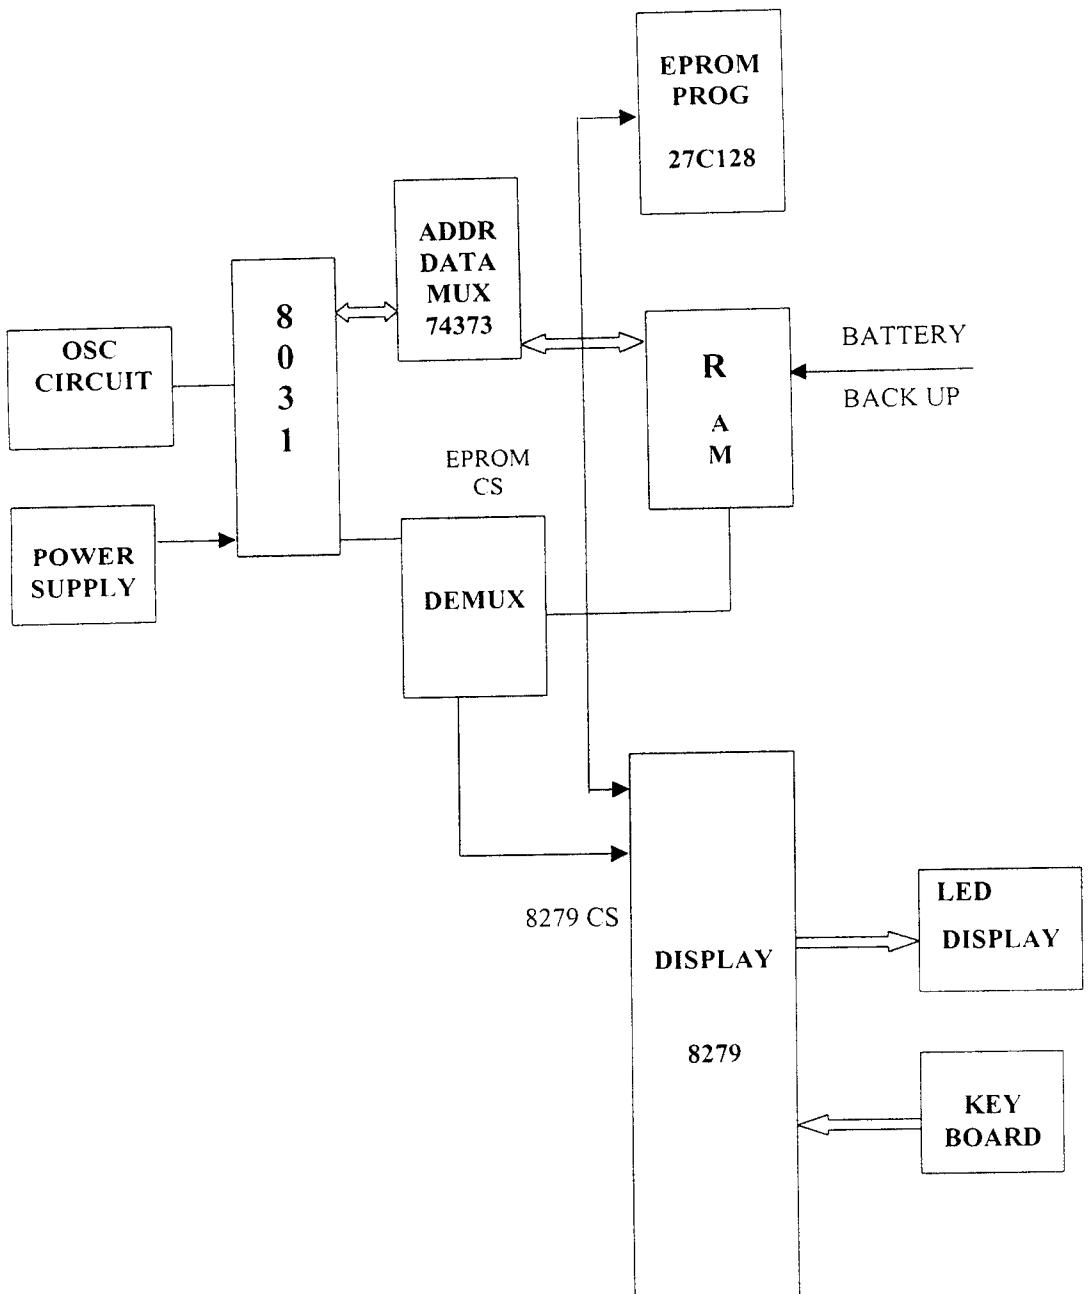 EPROM
PROG
27C128
ADDR
DATA
MUX
74373
8
0
3
1
OSC
CIRCUIT
R
A
M
BATTERY
BACK UP
EPROM
CS
POWER
SUPPLY
DEMUX
8279 CS
DISPLAY
8279
LED
DISPLAY
KEY
BOARD